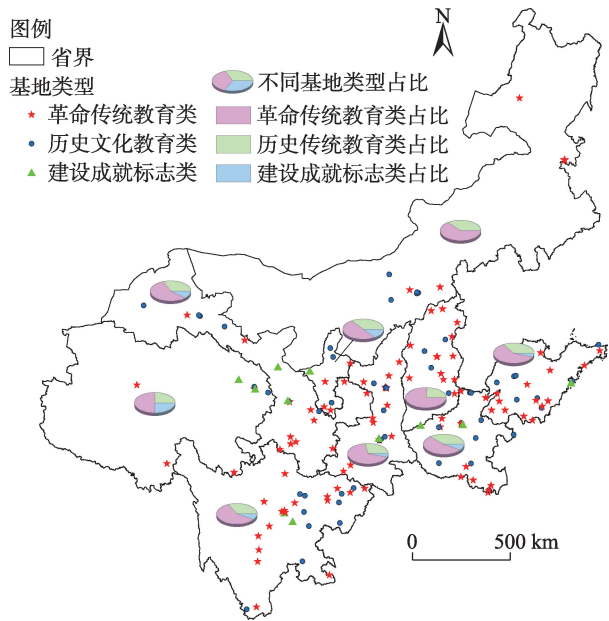 图例
省界
基地类型
不同基地类型占比
革命传统教育类
革命传统教育类占比
历史文化教育类
历史传统教育类占比
建设成就标志类
建设成就标志类占比
N
0 500 km